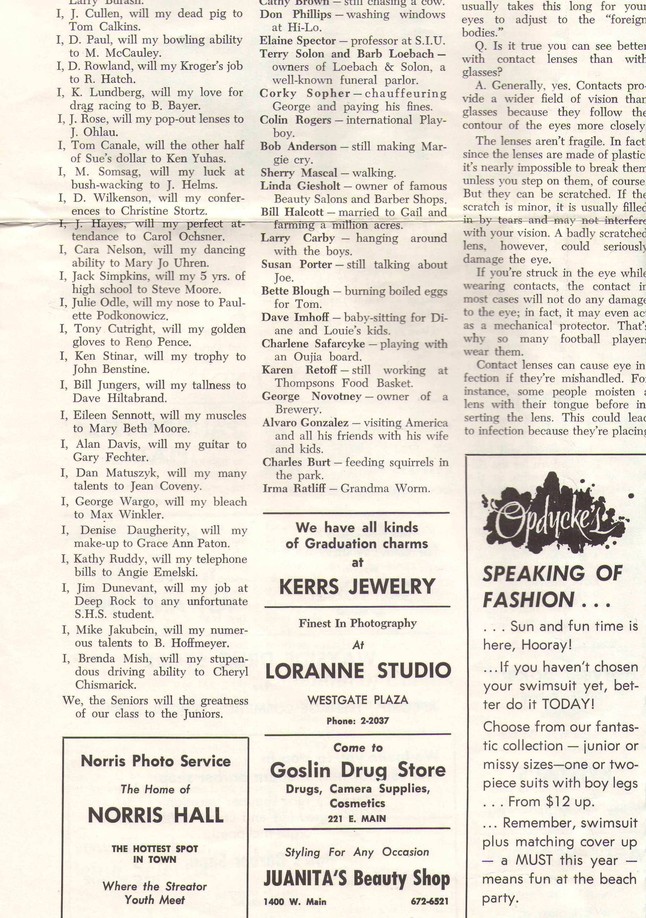 Larry Burash.
I, J. Cullen, will my dead pig to
Tom Calkins.
I, D. Paul, will my bowling ability
to M. McCauley.
I, D. Rowland, will my Kroger's job
to R. Hatch.
I, K. Lundberg, will my love for
drag racing to B. Bayer.
I, J. Rose, will my pop-out lenses to
J. Ohlau.
I, Tom Canale, will the other half
of Sue's dollar to Ken Yuhas.
I, M. Somsag, will my luck at
bush-wacking to J. Helms.
I, D. Wilkenson, will my confer-
ences to Christine Stortz.
I, J. Hayes, will my perfect at-
tendance to Carol Ochsner.
I, Cara Nelson, will my dancing
ability to Mary Jo Uhren.
I, Jack Simpkins, will my 5 yrs. of
high school to Steve Moore.
I, Julie Odle, will my nose to Paul-
ette Podkonowicz.
I, Tony Cutright, will my golden
gloves to Reno Pence.
I, Ken Stinar, will my trophy to
John Benstine.
I, Bill Jungers, will my tallness to
Dave Hiltabrand.
I, Eileen Sennott, will my muscles
to Mary Beth Moore.
I, Alan Davis, will my guitar to
Gary Fechter.
I, Dan Matuszyk, will my many
talents to Jean Coveny.
I, George Wargo, will my bleach
to Max Winkler.
I, Denise Daugherity, will my
make-up to Grace Ann Paton.
I, Kathy Ruddy, will my telephone
bills to Angie Emelski.
I, Jim Dunevant, will my job at
Deep Rock to any unfortunate
S.H.S. student.
I, Mike Jakubcin, will my numer-
ous talents to B. Hoffmeyer.
I, Brenda Mish, will my stupen-
dous driving ability to Cheryl
Chismarick.
We, the Seniors will the greatness
of our class to the Juniors.
Norris Photo Service
The Home of
NORRIS HALL
THE HOTTEST SPOT
IN TOWN
Where the Streator
Youth Meet
Cathy Brown — still chasing a cow.
Don Phillips — washing windows
at Hi-Lo.
Elaine Spector — professor at S.I.U.
Terry Solon and Barb Loebach —
owners of Loebach & Solon, a
well-known funeral parlor.
Corky Sopher — chauffeuring
George and paying his fines.
Colin Rogers — international Play-
boy.
Bob Anderson — still making Mar-
gie cry.
Sherry Mascal — walking.
Linda Giesholt — owner of famous
Beauty Salons and Barber Shops.
Bill Halcott — married to Gail and
farming a million acres.
Larry Carby — hanging around
with the boys.
Susan Porter — still talking about
Joe.
Bette Blough — burning boiled eggs
for Tom.
Dave Imhoff — baby-sitting for Di-
ane and Louie's kids.
Charlene Safarcyke — playing with
an Oujia board.
Karen Retoff — still working at
Thompsons Food Basket.
George Novotney — owner of a
Brewery.
Alvaro Gonzalez — visiting America
and all his friends with his wife
and kids.
Charles Burt — feeding squirrels in
the park.
Irma Ratliff — Grandma Worm.
We have all kinds
of Graduation charms
at
KERRS JEWELRY
Finest In Photography
At
LORANNE STUDIO
WESTGATE PLAZA
Phone: 2-2037
Come to
Goslin Drug Store
Drugs, Camera Supplies,
Cosmetics
221 E. MAIN
Styling For Any Occasion
JUANITA'S Beauty Shop
1400 W. Main 672-6521
usually takes this long for your
eyes to adjust to the "foreign
bodies."
Q. Is it true you can see better
with contact lenses than with
glasses?
A. Generally, yes. Contacts pro-
vide a wider field of vision than
glasses because they follow the
contour of the eyes more closely.
The lenses aren't fragile. In fact
since the lenses are made of plastic
it's nearly impossible to break them
unless you step on them, of course.
But they can be scratched. If the
scratch is minor, it is usually filled
in by tears and may not interfere
with your vision. A badly scratched
lens, however, could seriously
damage the eye.
If you're struck in the eye while
wearing contacts, the contact in
most cases will not do any damage
to the eye; in fact, it may even act
as a mechanical protector. That's
why so many football players
wear them.
Contact lenses can cause eye in-
fection if they're mishandled. For
instance, some people moisten a
lens with their tongue before in-
serting the lens. This could lead
to infection because they're placing
Opdycke's
SPEAKING OF
FASHION . . .
. . . Sun and fun time is
here, Hooray!
...If you haven't chosen
your swimsuit yet, bet-
ter do it TODAY!
Choose from our fantas-
tic collection — junior or
missy sizes—one or two-
piece suits with boy legs
. . . From $12 up.
... Remember, swimsuit
plus matching cover up
— a MUST this year —
means fun at the beach
party.